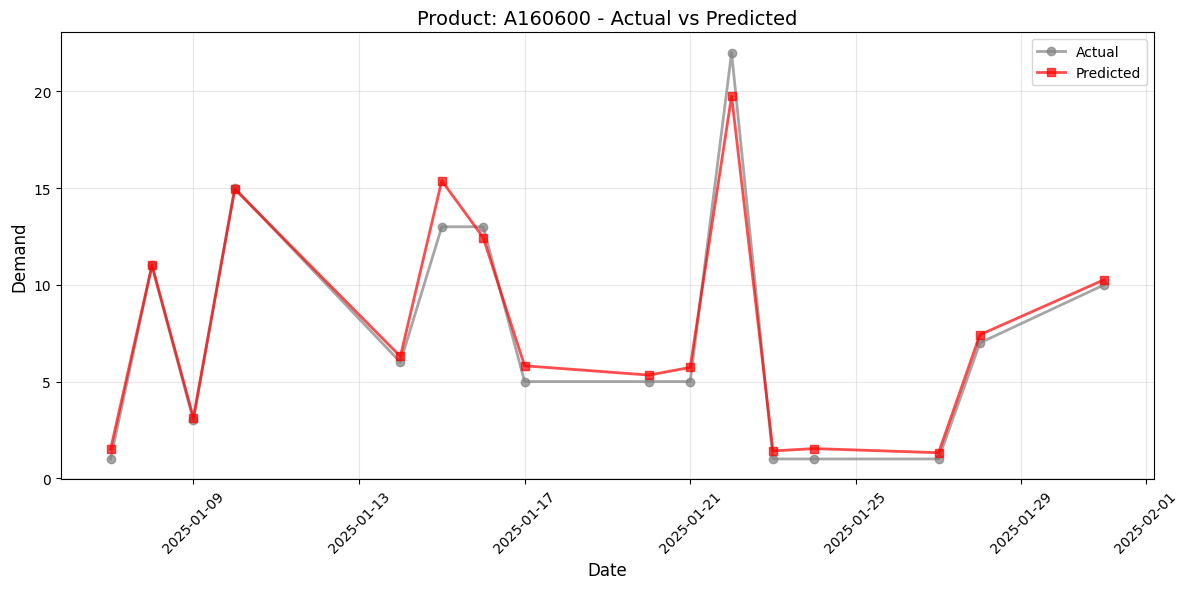 Product: A160600 - Actual vs Predicted
Actual
Predicted
Demand
20
15
10
5
0
2025-01-09
2025-01-13
2025-01-17
2025-01-21
2025-01-25
2025-01-29
2025-02-01
Date